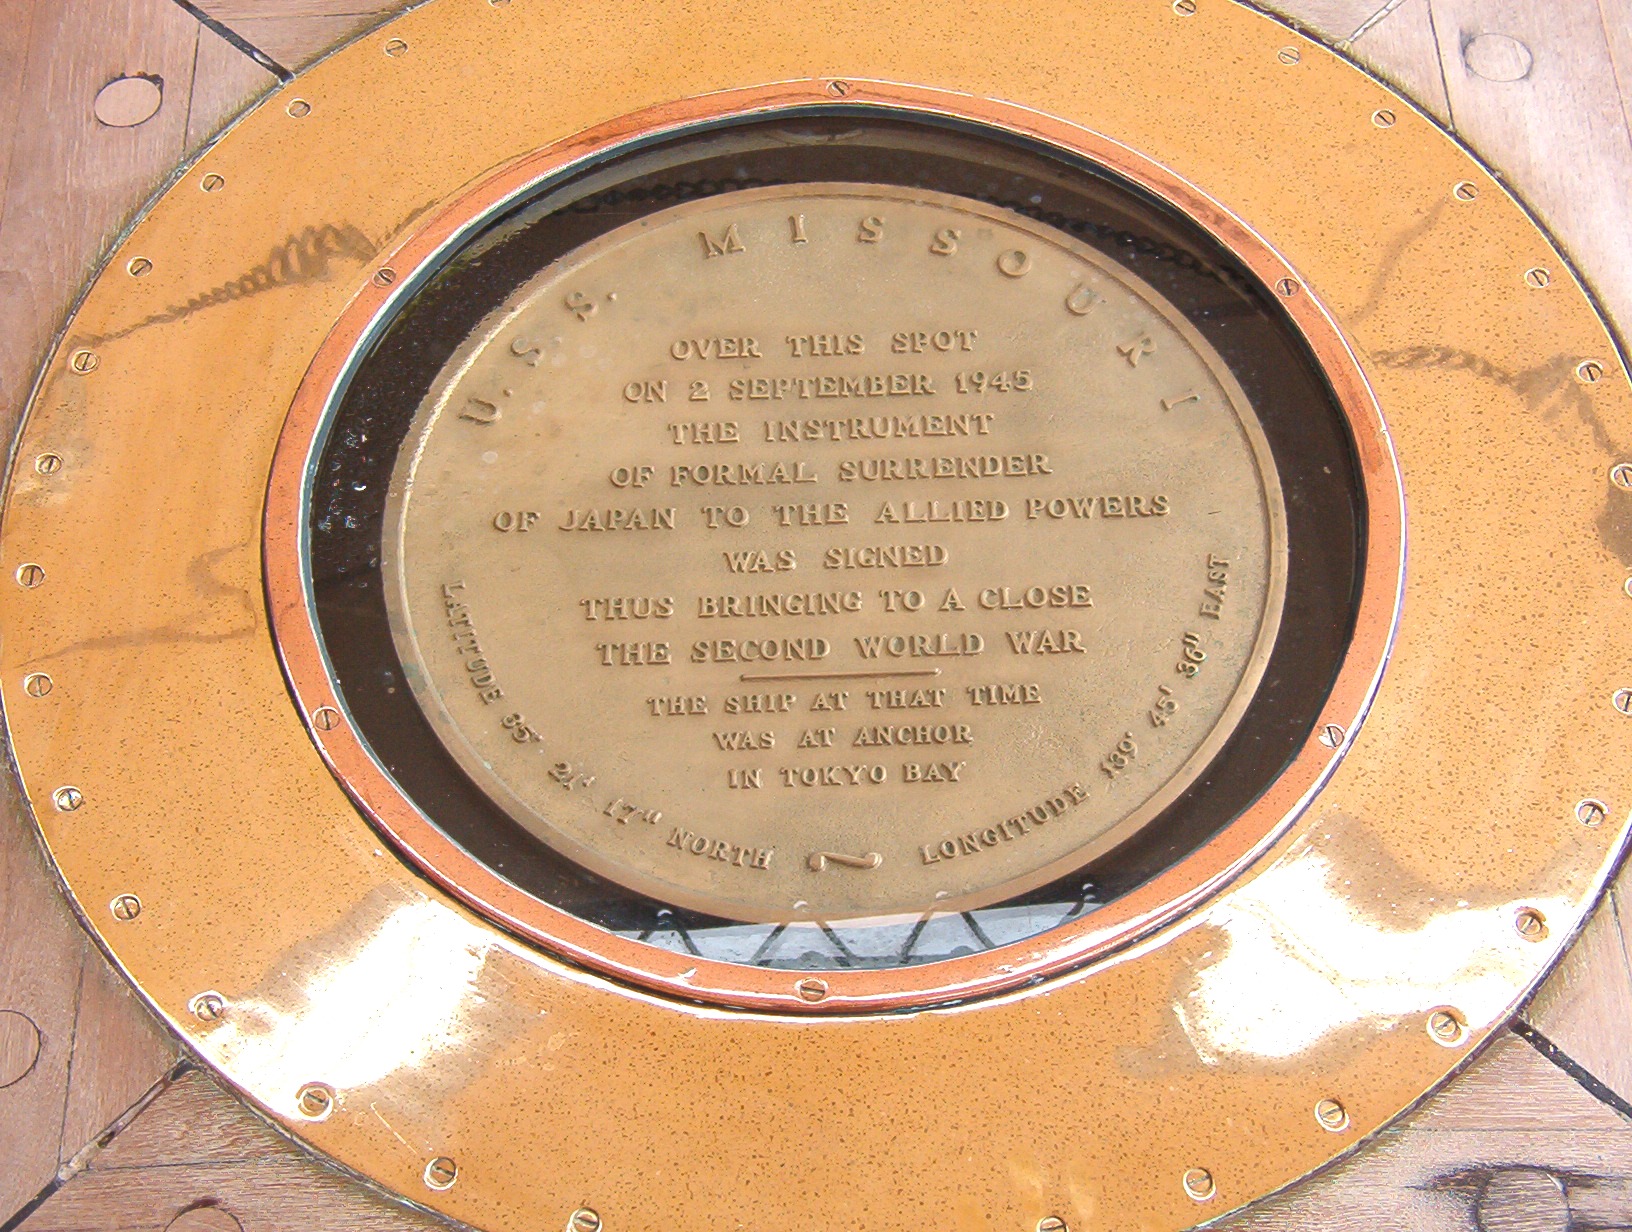 U. S. S. MISSOURI
OVER THIS SPOT
ON 2 SEPTEMBER 1945
THE INSTRUMENT
OF FORMAL SURRENDER
OF JAPAN TO THE ALLIED POWERS
WAS SIGNED
THUS BRINGING TO A CLOSE
THE SECOND WORLD WAR
THE SHIP AT THAT TIME
WAS AT ANCHOR
IN TOKYO BAY
LATITUDE 35° 21' 17" NORTH ~ LONGITUDE 139° 45' 36" EAST